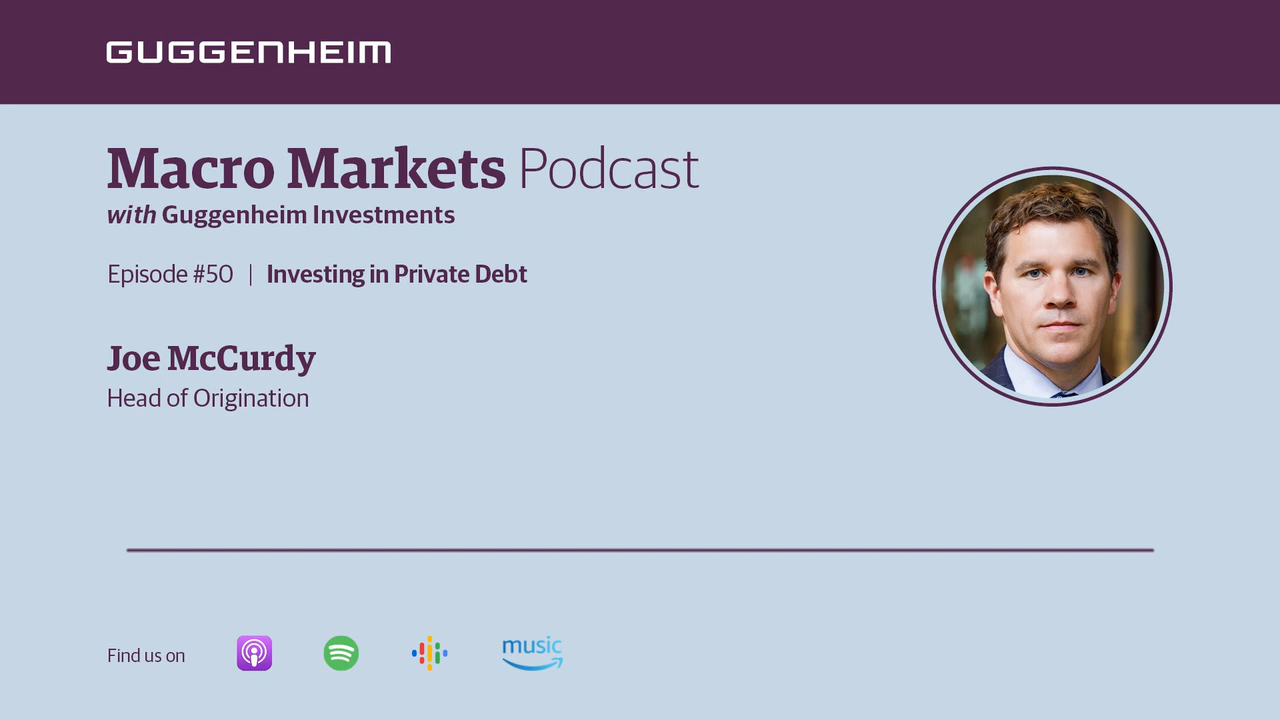 GUGGENHEIM
Macro Markets Podcast
with Guggenheim Investments
Episode #50 | Investing in Private Debt
Joe McCurdy
Head of Origination
Find us on
music